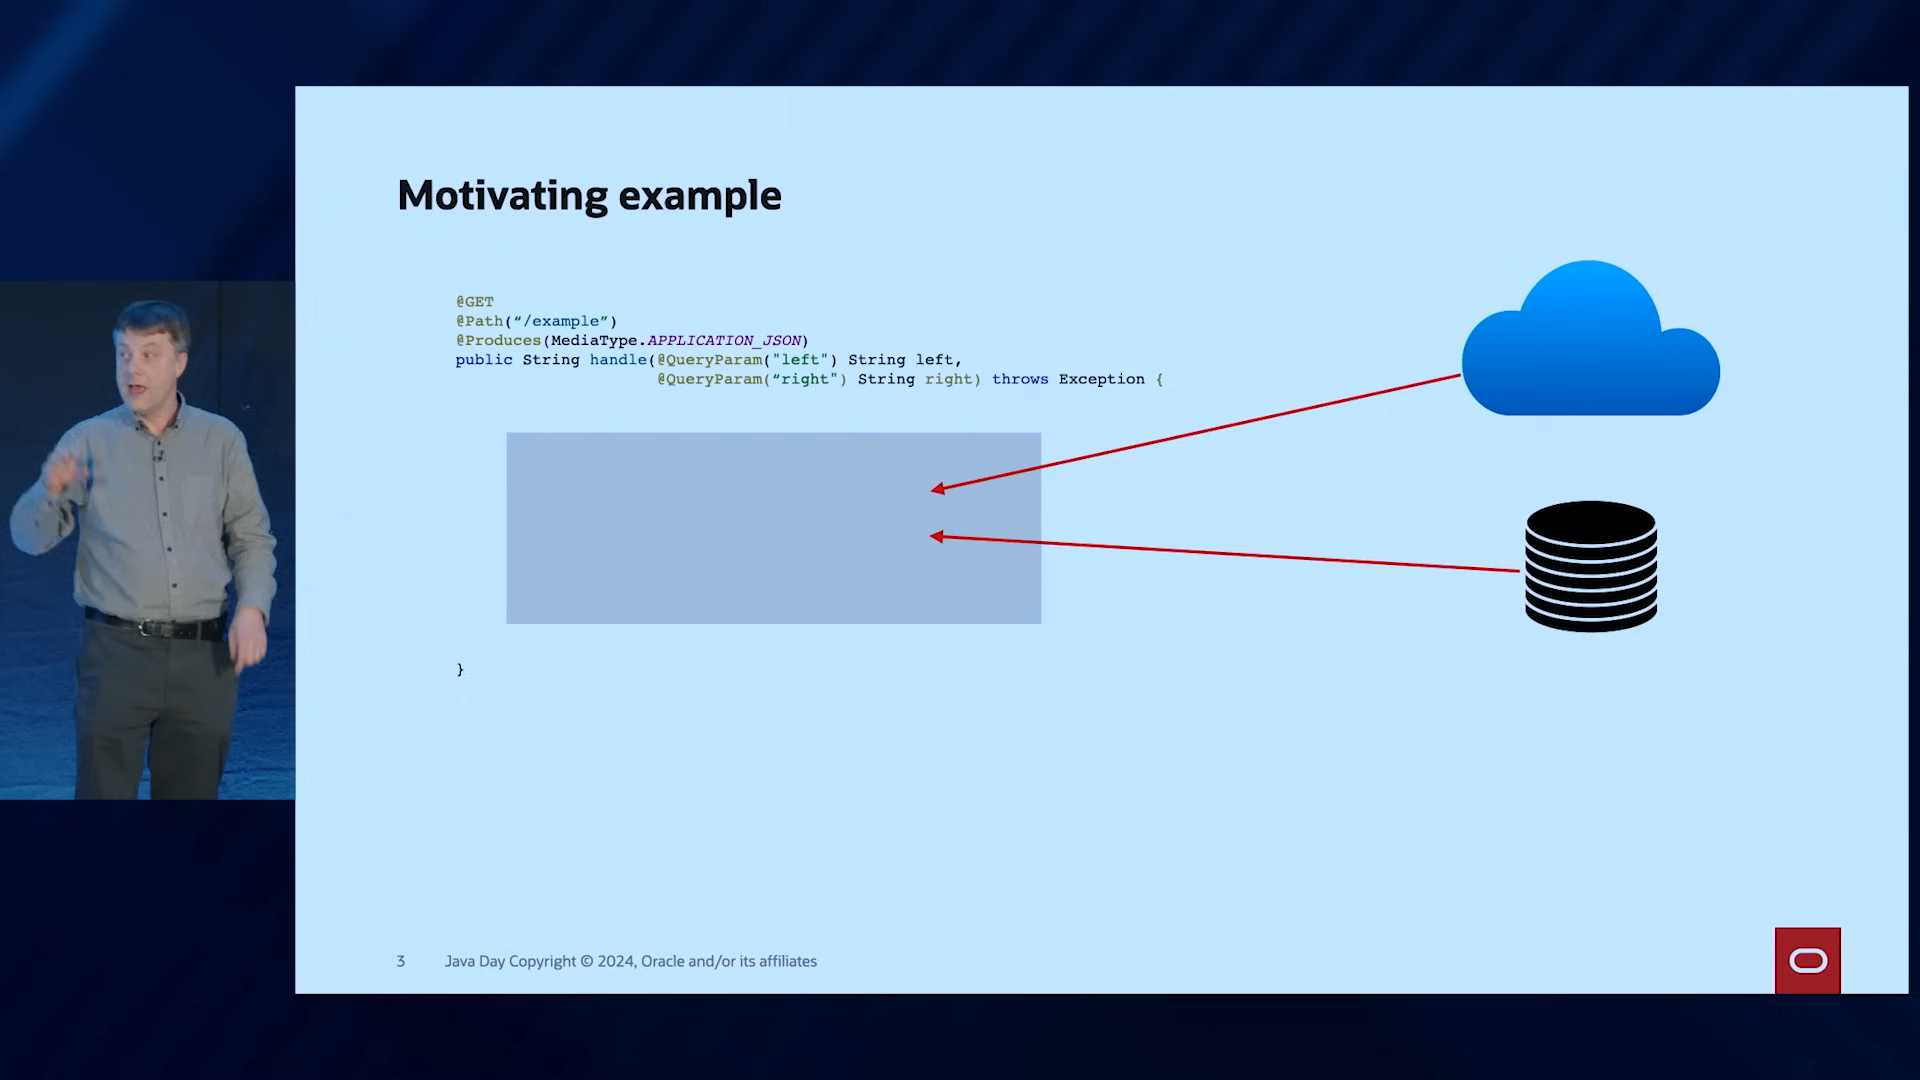 Motivating example
@GET
@Path(“/example”)
@Produces(MediaType.APPLICATION_JSON)
public String handle(@QueryParam("left") String left,
@QueryParam(“right") String right) throws Exception {
}
3 Java Day Copyright © 2024, Oracle and/or its affiliates